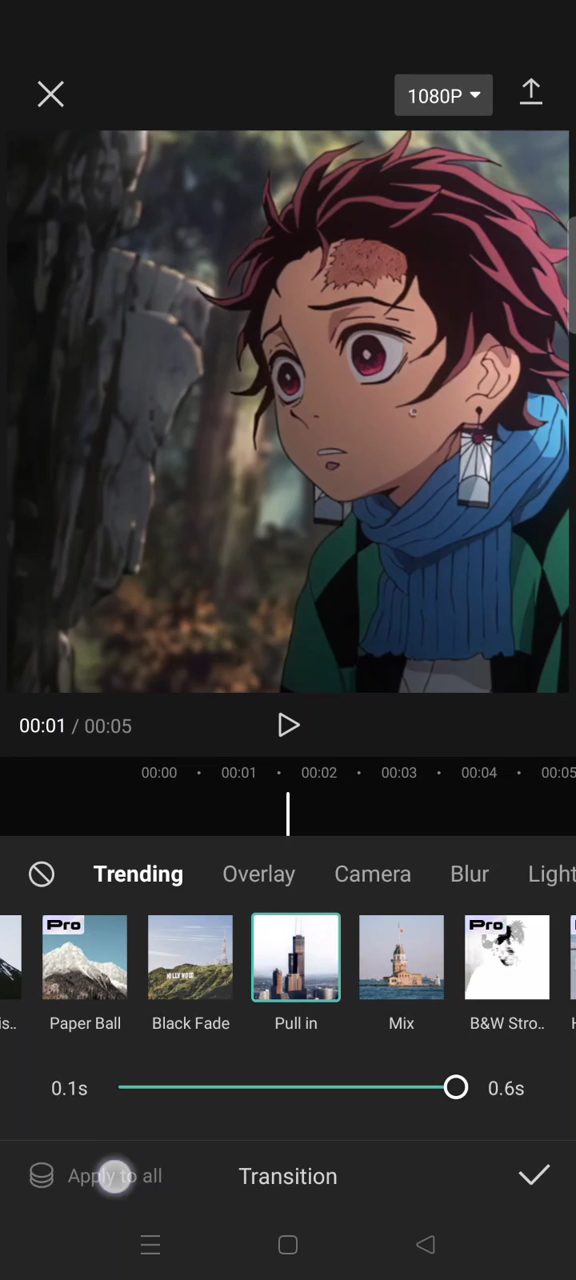 1080P
00:01 / 00:05
00:00 • 00:01 • 00:02 • 00:03 • 00:04 • 00:05
Trending Overlay Camera Blur Light
Pro Pro
is.. Paper Ball Black Fade Pull in Mix B&W Stro..
0.1s 0.6s
Apply to all Transition